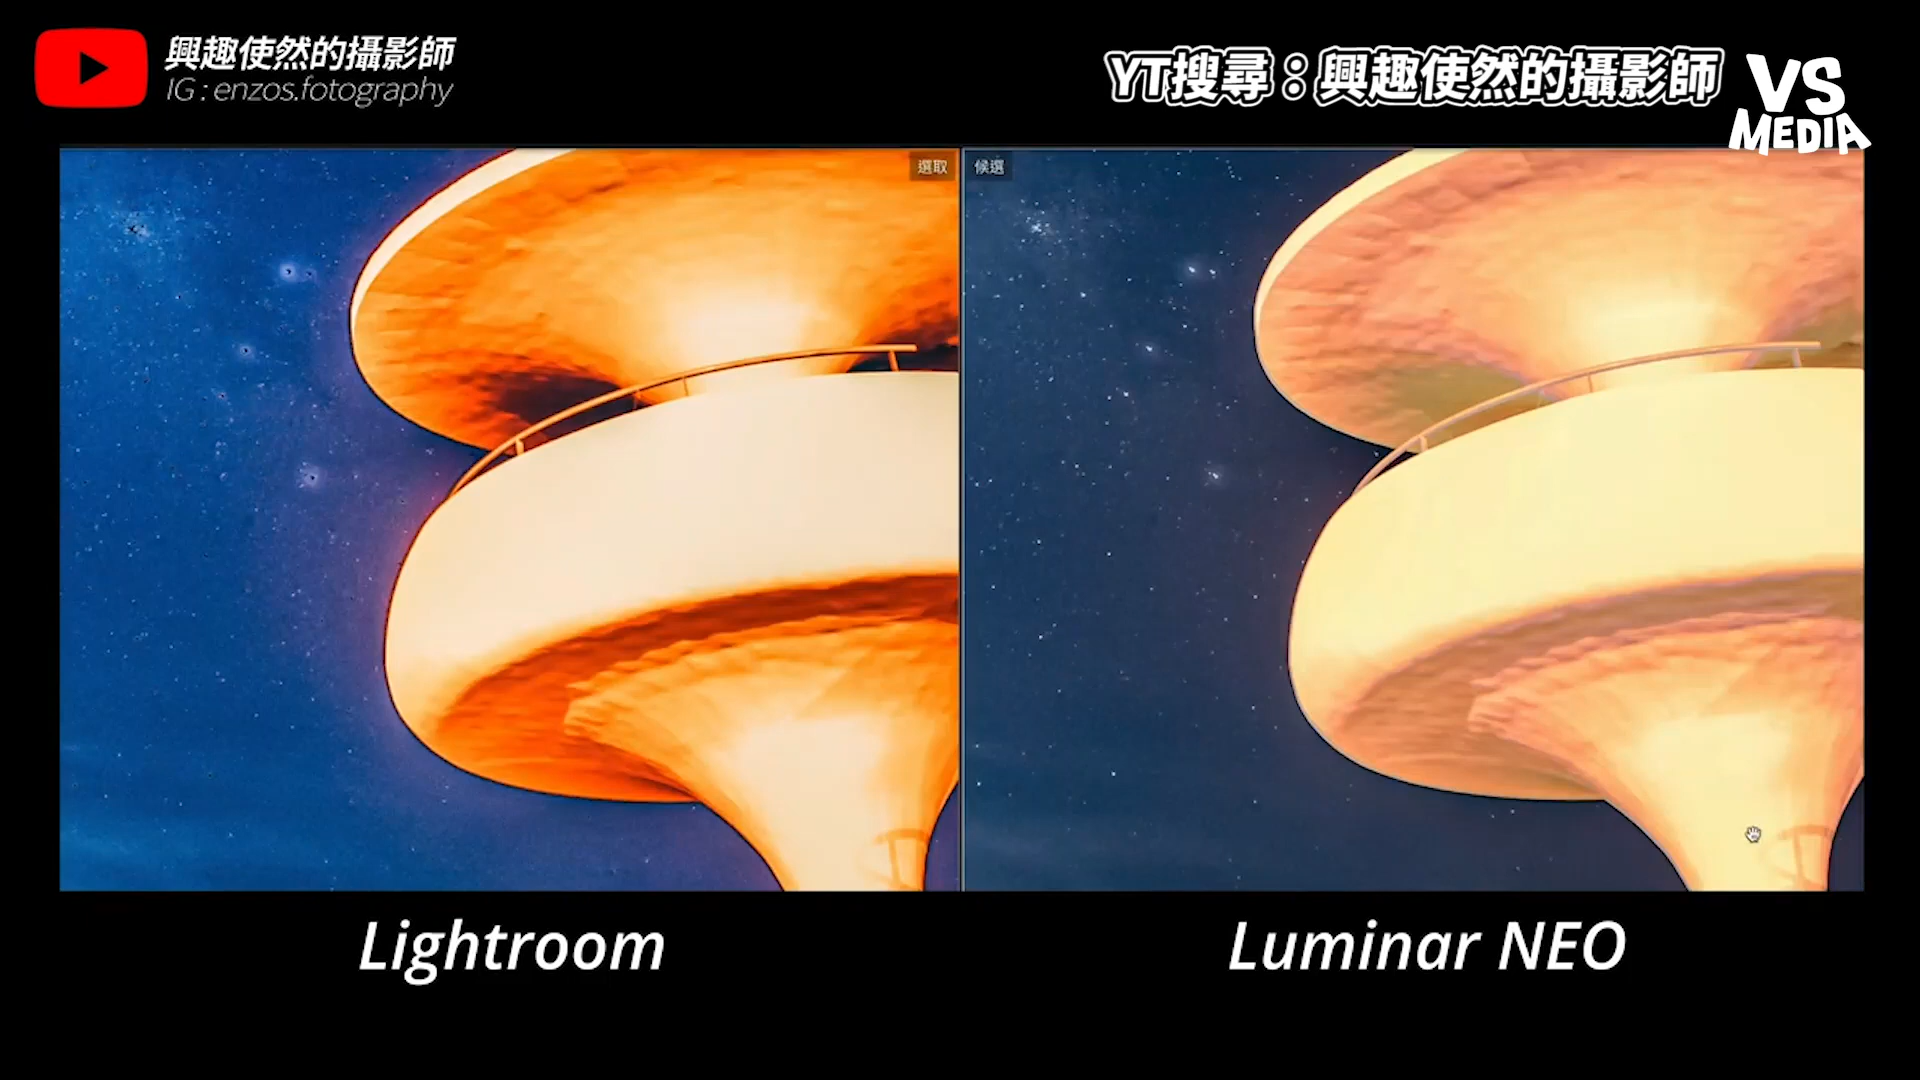 興趣使然的攝影師
IG : enzos.fotography
YT搜尋：興趣使然的攝影師
VS
MEDIA
選取
候選
Lightroom
Luminar NEO